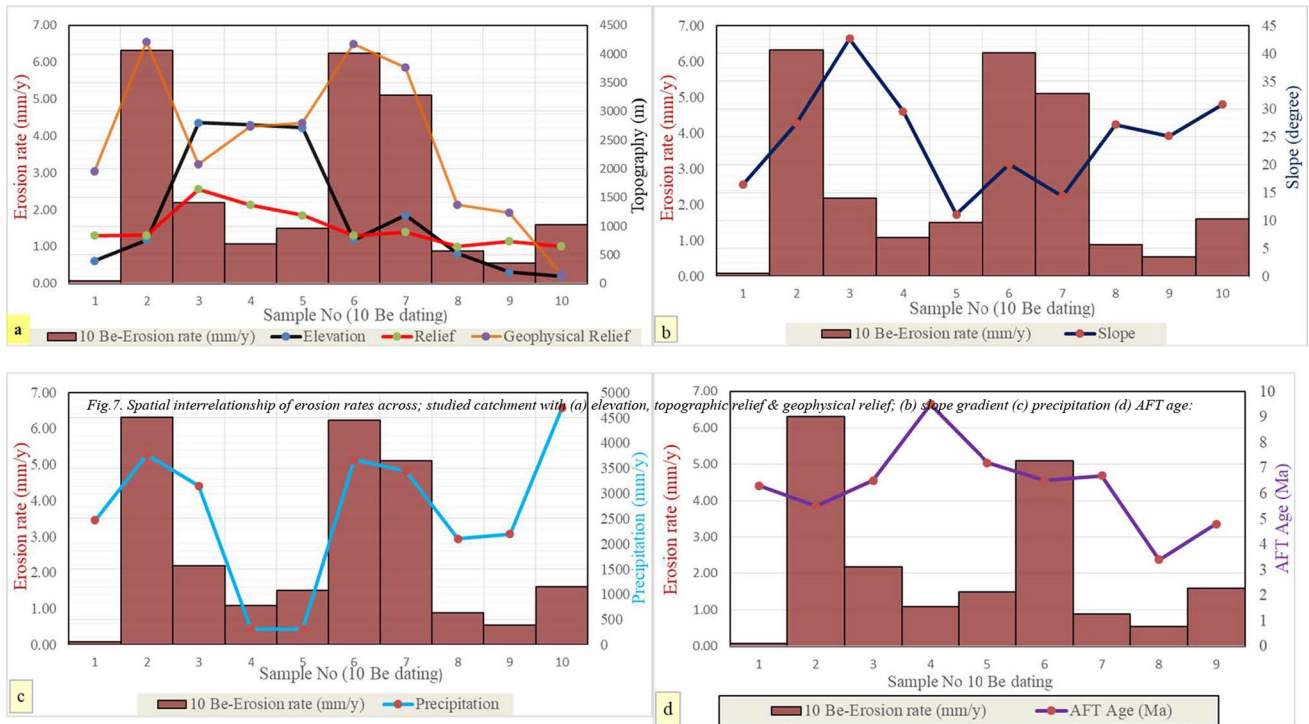 7.00
6.00
5.00
4.00
3.00
2.00
1.00
0.00
Erosion rate (mm/y)
4500
4000
3500
3000
2500
2000
1500
1000
500
0
Topography (m)
1 2 3 4 5 6 7 8 9 10
Sample No (10 Be dating)
10 Be-Erosion rate (mm/y) Elevation Relief Geophysical Relief
a
7.00
6.00
5.00
4.00
3.00
2.00
1.00
0.00
Erosion rate (mm/y)
45
40
35
30
25
20
15
10
5
0
Slope (degree)
1 2 3 4 5 6 7 8 9 10
Sample No (10 Be dating)
10 Be-Erosion rate (mm/y) Slope
b
Fig.7. Spatial interrelationship of erosion rates across; studied catchment with (a) elevation, topographic relief & geophysical relief; (b) slope gradient (c) precipitation (d) AFT age:
7.00
6.00
5.00
4.00
3.00
2.00
1.00
0.00
Erosion rate (mm/y)
5000
4500
4000
3500
3000
2500
2000
1500
1000
500
0
Precipitation (mm/y)
1 2 3 4 5 6 7 8 9 10
Sample No (10 Be dating)
10 Be-Erosion rate (mm/y) Precipitation
c
7.00
6.00
5.00
4.00
3.00
2.00
1.00
0.00
Erosion rate (mm/y)
10
9
8
7
6
5
4
3
2
1
0
AFT Age (Ma)
1 2 3 4 5 6 7 8 9
Sample No 10 Be dating
10 Be-Erosion rate (mm/y) AFT Age (Ma)
d